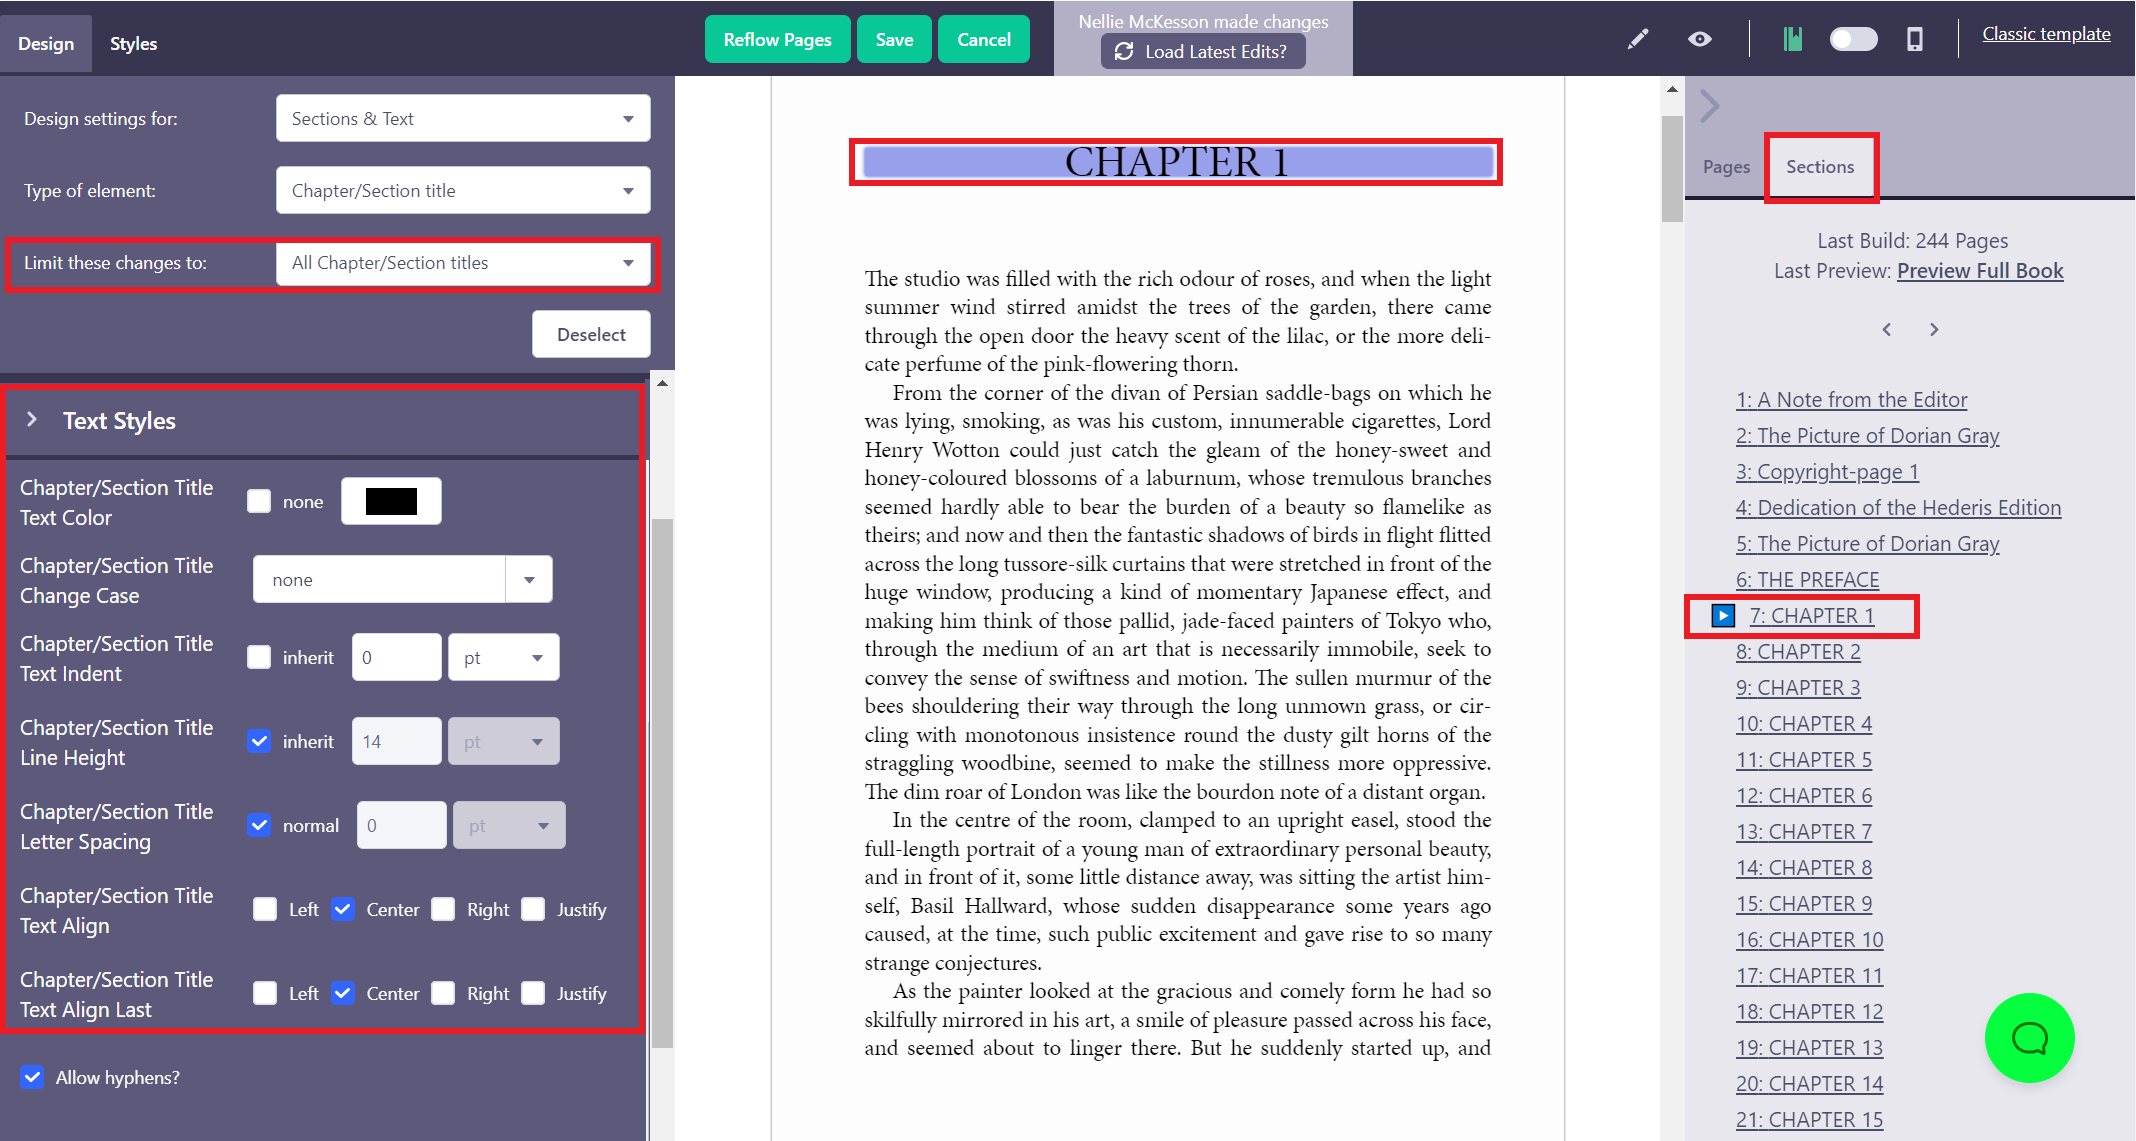 Design
Styles
Reflow Pages
Save
Cancel
Nellie McKesson made changes
Load Latest Edits?
Classic template
Design settings for:
Sections & Text
Type of element:
Chapter/Section title
Limit these changes to:
All Chapter/Section titles
Deselect
Text Styles
Chapter/Section Title
Text Color
none
Chapter/Section Title
Change Case
none
Chapter/Section Title
Text Indent
inherit
0
pt
Chapter/Section Title
Line Height
inherit
14
pt
Chapter/Section Title
Letter Spacing
normal
0
pt
Chapter/Section Title
Text Align
Left
Center
Right
Justify
Chapter/Section Title
Text Align Last
Left
Center
Right
Justify
Allow hyphens?
CHAPTER 1
The studio was filled with the rich odour of roses, and when the light
summer wind stirred amidst the trees of the garden, there came
through the open door the heavy scent of the lilac, or the more deli-
cate perfume of the pink-flowering thorn.
From the corner of the divan of Persian saddle-bags on which he
was lying, smoking, as was his custom, innumerable cigarettes, Lord
Henry Wotton could just catch the gleam of the honey-sweet and
honey-coloured blossoms of a laburnum, whose tremulous branches
seemed hardly able to bear the burden of a beauty so flamelike as
theirs; and now and then the fantastic shadows of birds in flight flitted
across the long tussore-silk curtains that were stretched in front of the
huge window, producing a kind of momentary Japanese effect, and
making him think of those pallid, jade-faced painters of Tokyo who,
through the medium of an art that is necessarily immobile, seek to
convey the sense of swiftness and motion. The sullen murmur of the
bees shouldering their way through the long unmown grass, or cir-
cling with monotonous insistence round the dusty gilt horns of the
straggling woodbine, seemed to make the stillness more oppressive.
The dim roar of London was like the bourdon note of a distant organ.
In the centre of the room, clamped to an upright easel, stood the
full-length portrait of a young man of extraordinary personal beauty,
and in front of it, some little distance away, was sitting the artist him-
self, Basil Hallward, whose sudden disappearance some years ago
caused, at the time, such public excitement and gave rise to so many
strange conjectures.
As the painter looked at the gracious and comely form he had so
skilfully mirrored in his art, a smile of pleasure passed across his face,
and seemed about to linger there. But he suddenly started up, and
Pages
Sections
Last Build: 244 Pages
Last Preview: Preview Full Book
1: A Note from the Editor
2: The Picture of Dorian Gray
3: Copyright-page 1
4: Dedication of the Hederis Edition
5: The Picture of Dorian Gray
6: THE PREFACE
7: CHAPTER 1
8: CHAPTER 2
9: CHAPTER 3
10: CHAPTER 4
11: CHAPTER 5
12: CHAPTER 6
13: CHAPTER 7
14: CHAPTER 8
15: CHAPTER 9
16: CHAPTER 10
17: CHAPTER 11
18: CHAPTER 12
19: CHAPTER 13
20: CHAPTER 14
21: CHAPTER 15